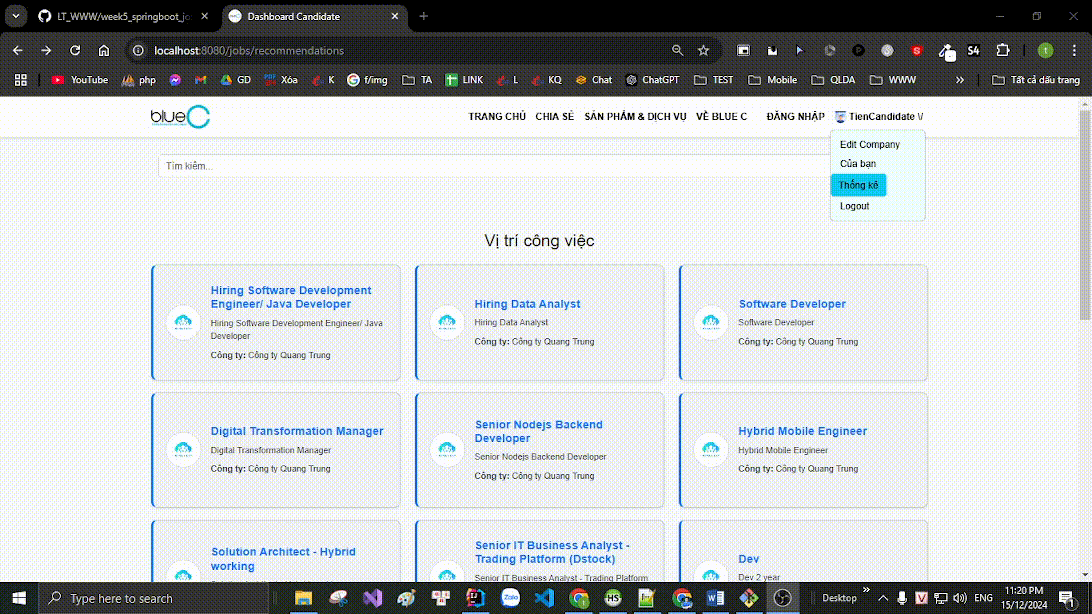 LT_WWW/week5_springboot_jo
Dashboard Candidate
localhost:8080/jobs/recommendations
YouTube
php
GD
Xóa
K
f/img
TA
LINK
L
KQ
Chat
ChatGPT
TEST
Mobile
QLDA
WWW
Tất cả dấu trang
blueC
TRANG CHỦ
CHIA SẺ
SẢN PHẨM & DỊCH VỤ
VỀ BLUE C
ĐĂNG NHẬP
TienCandidate \/
Edit Company
Của bạn
Thống kê
Logout
Tìm kiếm...
Vị trí công việc
Hiring Software Development
Engineer/ Java Developer
Hiring Software Development Engineer/ Java
Developer
Công ty: Công ty Quang Trung
Hiring Data Analyst
Hiring Data Analyst
Công ty: Công ty Quang Trung
Software Developer
Software Developer
Công ty: Công ty Quang Trung
Digital Transformation Manager
Digital Transformation Manager
Công ty: Công ty Quang Trung
Senior Nodejs Backend
Developer
Senior Nodejs Backend Developer
Công ty: Công ty Quang Trung
Hybrid Mobile Engineer
Hybrid Mobile Engineer
Công ty: Công ty Quang Trung
Solution Architect - Hybrid
working
Senior IT Business Analyst -
Trading Platform (Dstock)
Senior IT Business Analyst - Trading Platform
Dev
Dev 2 year
Type here to search
Desktop
ENG
11:20 PM
15/12/2024